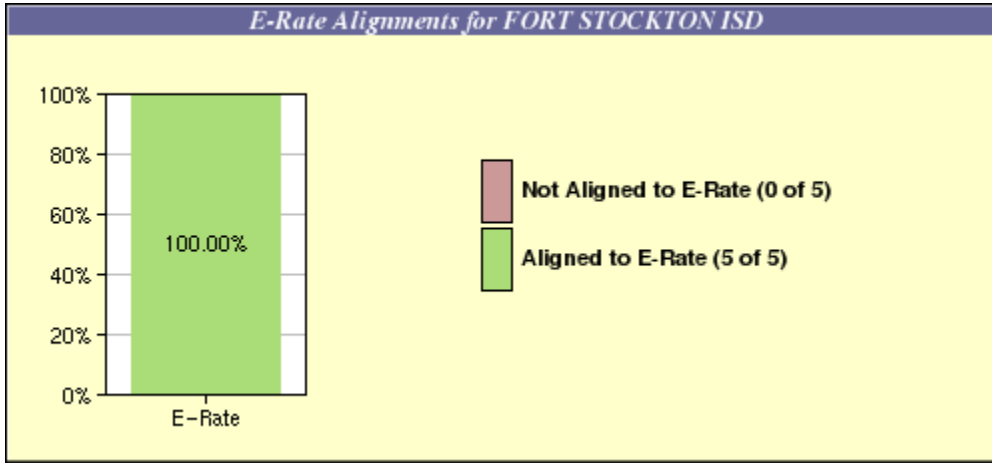 E-Rate Alignments for FORT STOCKTON ISD
100%
80%
60%
40%
20%
0%
100.00%
E-Rate
Not Aligned to E-Rate (0 of 5)
Aligned to E-Rate (5 of 5)